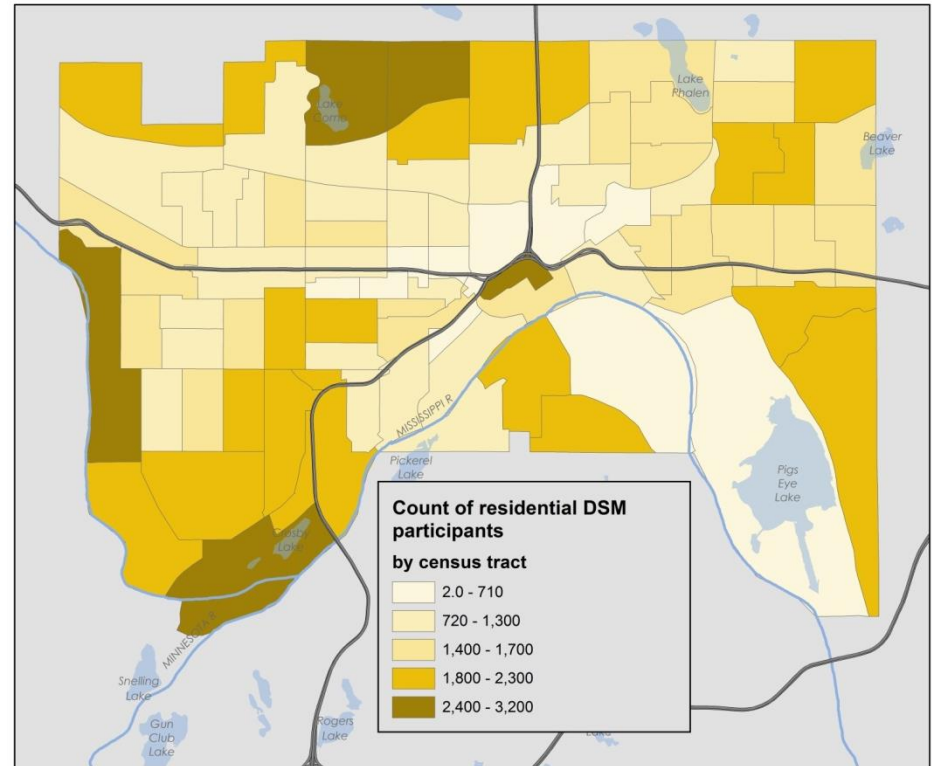 Lake
Como
Lake
Phalen
Beaver
Lake
MISSISSIPPI R
Pickerel
Lake
Pigs
Eye
Lake
Crosby
Lake
MINNESOTA R
Snelling
Lake
Gun
Club
Lake
Rogers
Lake
Lake
Count of residential DSM
participants
by census tract
2.0 - 710
720 - 1,300
1,400 - 1,700
1,800 - 2,300
2,400 - 3,200